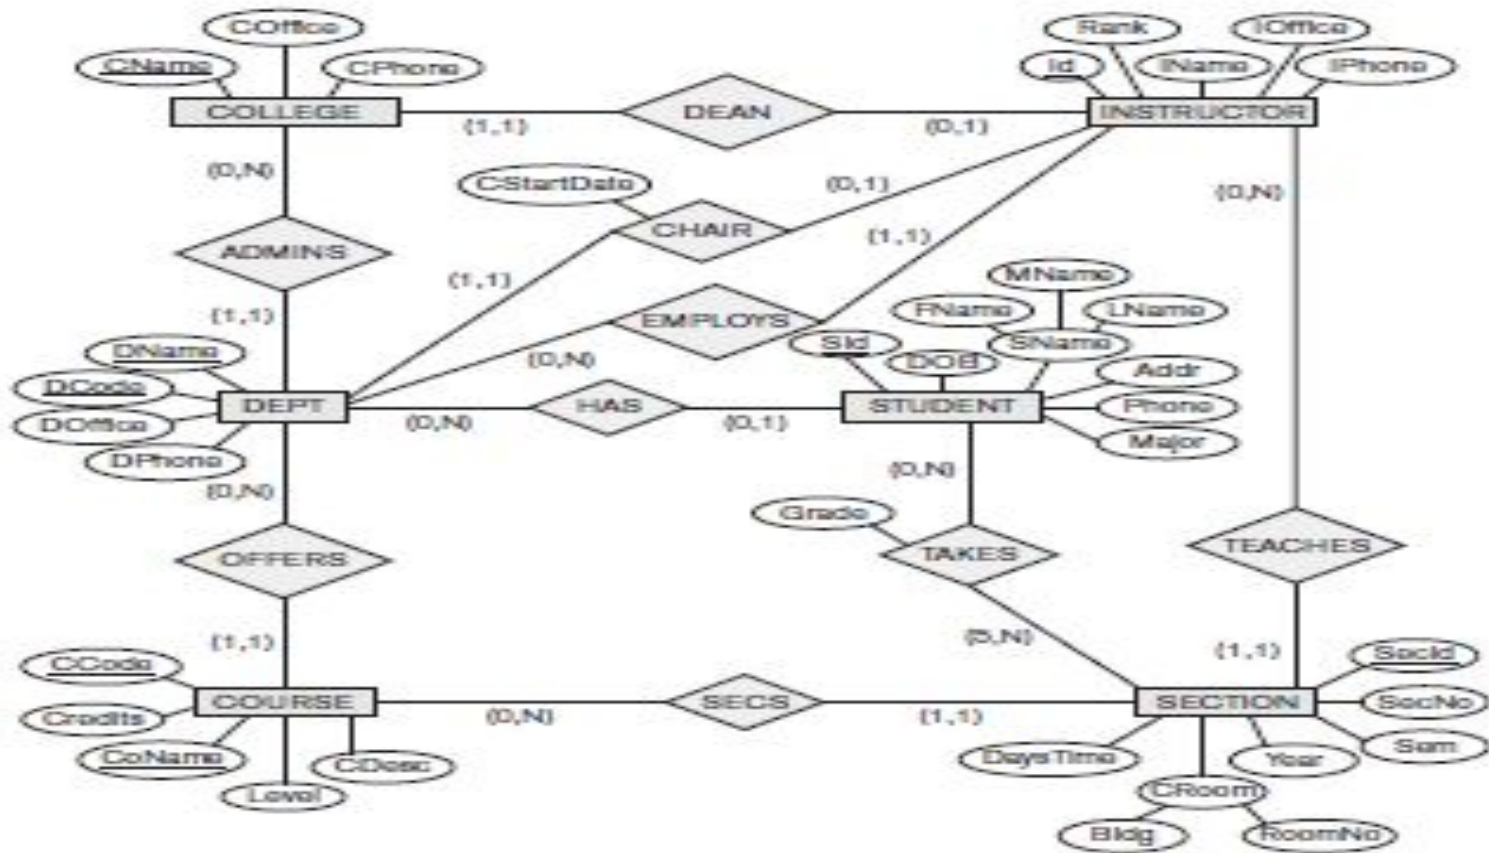 COffice
Rank
IOffice
CName
CPhone
Id
IName
IPhone
COLLEGE
DEAN
INSTRUCTOR
(1,1)
(0,1)
(0,N)
CStartDate
(0,1)
(0,N)
CHAIR
(1,1)
ADMINS
(1,1)
MName
(1,1)
EMPLOYS
FName
LName
DName
(0,N)
SId
DOB
SName
DCode
Addr
DEPT
HAS
STUDENT
Phone
DOffice
(0,N)
(0,1)
Major
DPhone
(0,N)
(0,N)
Grade
OFFERS
TAKES
TEACHES
(1,1)
(5,N)
(1,1)
SecId
CCode
COURSE
SECS
SECTION
SecNo
Credits
(0,N)
(1,1)
CoName
CDesc
DaysTime
Year
Sem
Level
CRoom
Bldg
RoomNo